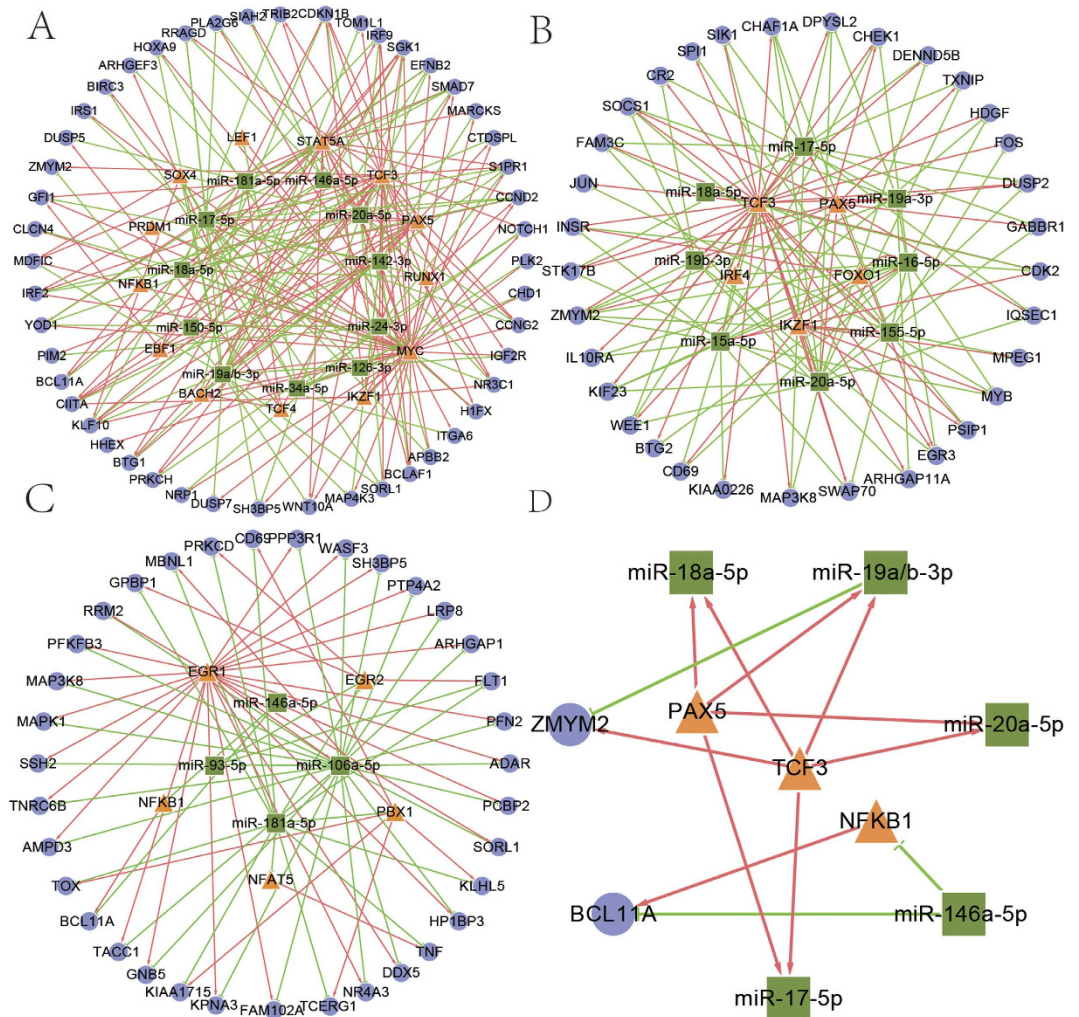 A
SIAH2
TRIB2
CDKN1B
TOM1L1
PLA2G6
IRF9
RRAGD
SGK1
HOXA9
EFNB2
ARHGEF3
SMAD7
BIRC3
MARCKS
IRS1
CTDSPL
DUSP5
LEF1
STAT5A
S1PR1
ZMYM2
SOX4
miR-181a-5p
miR-146a-5p
TCF3
CCND2
GFI1
miR-17-5p
miR-20a-5p
PAX5
NOTCH1
CLCN4
PRDM1
PLK2
MDFIC
miR-18a-5p
miR-142-3p
CHD1
IRF2
NFKB1
RUNX1
CCNG2
YOD1
miR-150-5p
miR-24-3p
IGF2R
PIM2
EBF1
MYC
BCL11A
miR-19a/b-3p
miR-126-3p
NR3C1
CIITA
BACH2
miR-34a-5p
IKZF1
H1FX
KLF10
TCF4
ITGA6
HHEX
APBB2
BTG1
BCLAF1
PRKCH
SORL1
NRP1
MAP4K3
DUSP7
WNT10A
SH3BP5
B
CHAF1A
DPYSL2
SIK1
CHEK1
SPI1
DENND5B
CR2
TXNIP
SOCS1
HDGF
FAM3C
miR-17-5p
FOS
JUN
miR-18a-5p
TCF3
PAX5
miR-19a-3p
DUSP2
INSR
GABBR1
STK17B
miR-19b-3p
IRF4
FOXO1
miR-16-5p
CDK2
ZMYM2
IQSEC1
IL10RA
miR-15a-5p
IKZF1
miR-155-5p
MPEG1
KIF23
miR-20a-5p
MYB
WEE1
PSIP1
BTG2
EGR3
CD69
ARHGAP11A
KIAA0226
SWAP70
MAP3K8
C
CD69
PPP3R1
PRKCD
WASF3
MBNL1
SH3BP5
GPBP1
PTP4A2
RRM2
LRP8
PFKFB3
ARHGAP1
MAP3K8
EGR1
EGR2
FLT1
MAPK1
miR-146a-5p
PFN2
SSH2
miR-93-5p
miR-106a-5p
ADAR
TNRC6B
NFKB1
PBX1
PCBP2
AMPD3
miR-181a-5p
SORL1
TOX
NFAT5
KLHL5
BCL11A
HP1BP3
TACC1
TNF
GNB5
DDX5
KIAA1715
NR4A3
KPNA3
TCERG1
FAM102A
D
miR-18a-5p
miR-19a/b-3p
ZMYM2
PAX5
miR-20a-5p
TCF3
NFKB1
BCL11A
miR-146a-5p
miR-17-5p